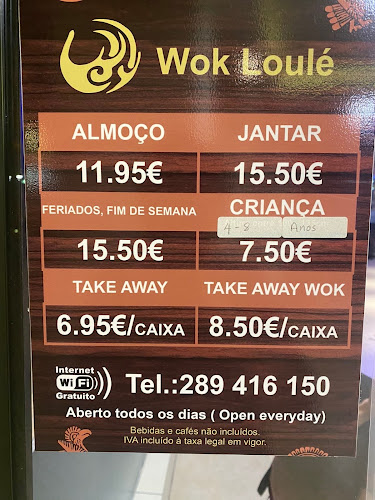 Wok Loulé
ALMOÇO
JANTAR
11.95€
15.50€
FERIADOS, FIM DE SEMANA
CRIANÇA
4-8 Anos
15.50€
7.50€
TAKE AWAY
TAKE AWAY WOK
6.95€/CAIXA
8.50€/CAIXA
Internet
WiFi
Gratuito
Tel.:289 416 150
Aberto todos os dias ( Open everyday)
Bebidas e cafés não incluídos.
IVA incluído á taxa legal em vigor.